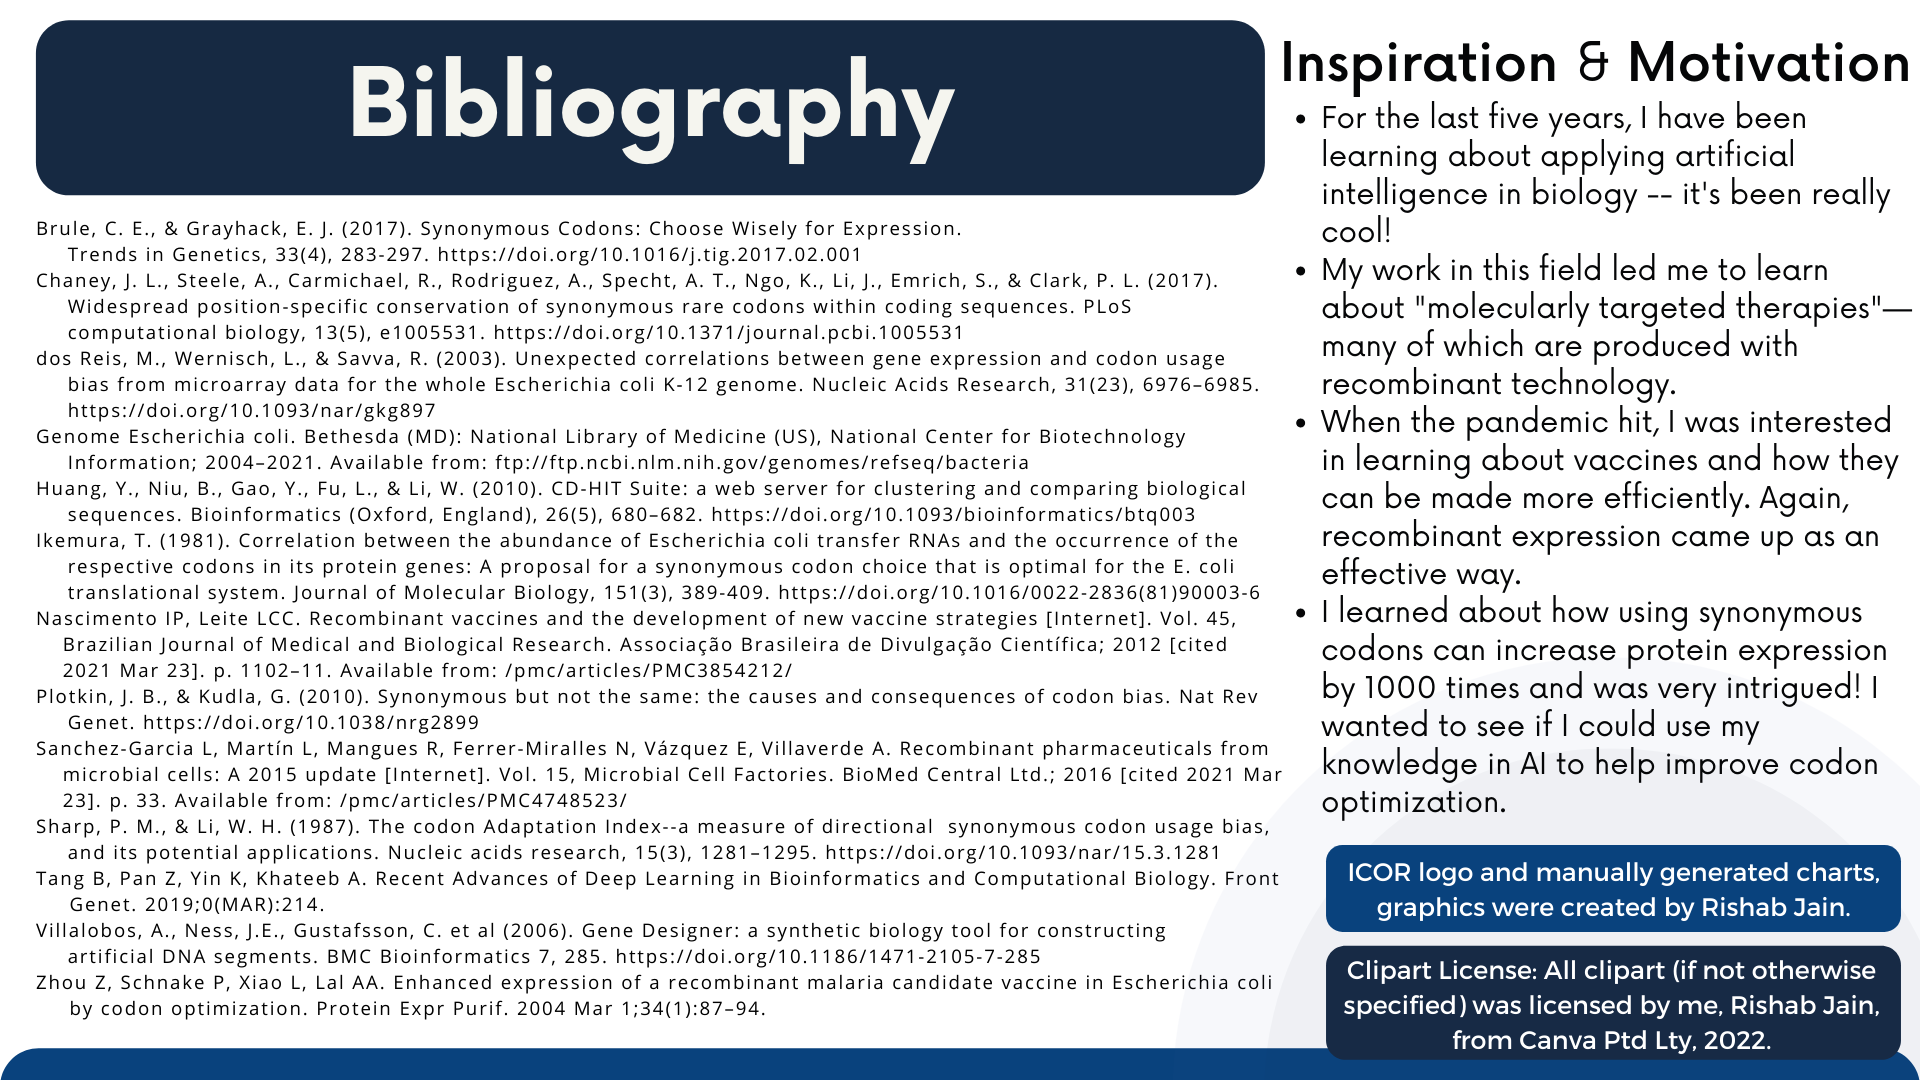 Bibliography
Brule, C. E., & Grayhack, E. J. (2017). Synonymous Codons: Choose Wisely for Expression.
Trends in Genetics, 33(4), 283-297. https://doi.org/10.1016/j.tig.2017.02.001
Chaney, J. L., Steele, A., Carmichael, R., Rodriguez, A., Specht, A. T., Ngo, K., Li, J., Emrich, S., & Clark, P. L. (2017).
Widespread position-specific conservation of synonymous rare codons within coding sequences. PLoS
computational biology, 13(5), e1005531. https://doi.org/10.1371/journal.pcbi.1005531
dos Reis, M., Wernisch, L., & Savva, R. (2003). Unexpected correlations between gene expression and codon usage
bias from microarray data for the whole Escherichia coli K-12 genome. Nucleic Acids Research, 31(23), 6976–6985.
https://doi.org/10.1093/nar/gkg897
Genome Escherichia coli. Bethesda (MD): National Library of Medicine (US), National Center for Biotechnology
Information; 2004–2021. Available from: ftp://ftp.ncbi.nlm.nih.gov/genomes/refseq/bacteria
Huang, Y., Niu, B., Gao, Y., Fu, L., & Li, W. (2010). CD-HIT Suite: a web server for clustering and comparing biological
sequences. Bioinformatics (Oxford, England), 26(5), 680–682. https://doi.org/10.1093/bioinformatics/btq003
Ikemura, T. (1981). Correlation between the abundance of Escherichia coli transfer RNAs and the occurrence of the
respective codons in its protein genes: A proposal for a synonymous codon choice that is optimal for the E. coli
translational system. Journal of Molecular Biology, 151(3), 389-409. https://doi.org/10.1016/0022-2836(81)90003-6
Nascimento IP, Leite LCC. Recombinant vaccines and the development of new vaccine strategies [Internet]. Vol. 45,
Brazilian Journal of Medical and Biological Research. Associação Brasileira de Divulgação Científica; 2012 [cited
2021 Mar 23]. p. 1102–11. Available from: /pmc/articles/PMC3854212/
Plotkin, J. B., & Kudla, G. (2010). Synonymous but not the same: the causes and consequences of codon bias. Nat Rev
Genet. https://doi.org/10.1038/nrg2899
Sanchez-Garcia L, Martín L, Mangues R, Ferrer-Miralles N, Vázquez E, Villaverde A. Recombinant pharmaceuticals from
microbial cells: A 2015 update [Internet]. Vol. 15, Microbial Cell Factories. BioMed Central Ltd.; 2016 [cited 2021 Mar
23]. p. 33. Available from: /pmc/articles/PMC4748523/
Sharp, P. M., & Li, W. H. (1987). The codon Adaptation Index--a measure of directional synonymous codon usage bias,
and its potential applications. Nucleic acids research, 15(3), 1281–1295. https://doi.org/10.1093/nar/15.3.1281
Tang B, Pan Z, Yin K, Khateeb A. Recent Advances of Deep Learning in Bioinformatics and Computational Biology. Front
Genet. 2019;0(MAR):214.
Villalobos, A., Ness, J.E., Gustafsson, C. et al (2006). Gene Designer: a synthetic biology tool for constructing
artificial DNA segments. BMC Bioinformatics 7, 285. https://doi.org/10.1186/1471-2105-7-285
Zhou Z, Schnake P, Xiao L, Lal AA. Enhanced expression of a recombinant malaria candidate vaccine in Escherichia coli
by codon optimization. Protein Expr Purif. 2004 Mar 1;34(1):87–94.
Inspiration & Motivation
• For the last five years, I have been
learning about applying artificial
intelligence in biology -- it's been really
cool!
• My work in this field led me to learn
about "molecularly targeted therapies"—
many of which are produced with
recombinant technology.
• When the pandemic hit, I was interested
in learning about vaccines and how they
can be made more efficiently. Again,
recombinant expression came up as an
effective way.
• I learned about how using synonymous
codons can increase protein expression
by 1000 times and was very intrigued! I
wanted to see if I could use my
knowledge in AI to help improve codon
optimization.
ICOR logo and manually generated charts,
graphics were created by Rishab Jain.
Clipart License: All clipart (if not otherwise
specified) was licensed by me, Rishab Jain,
from Canva Ptd Lty, 2022.